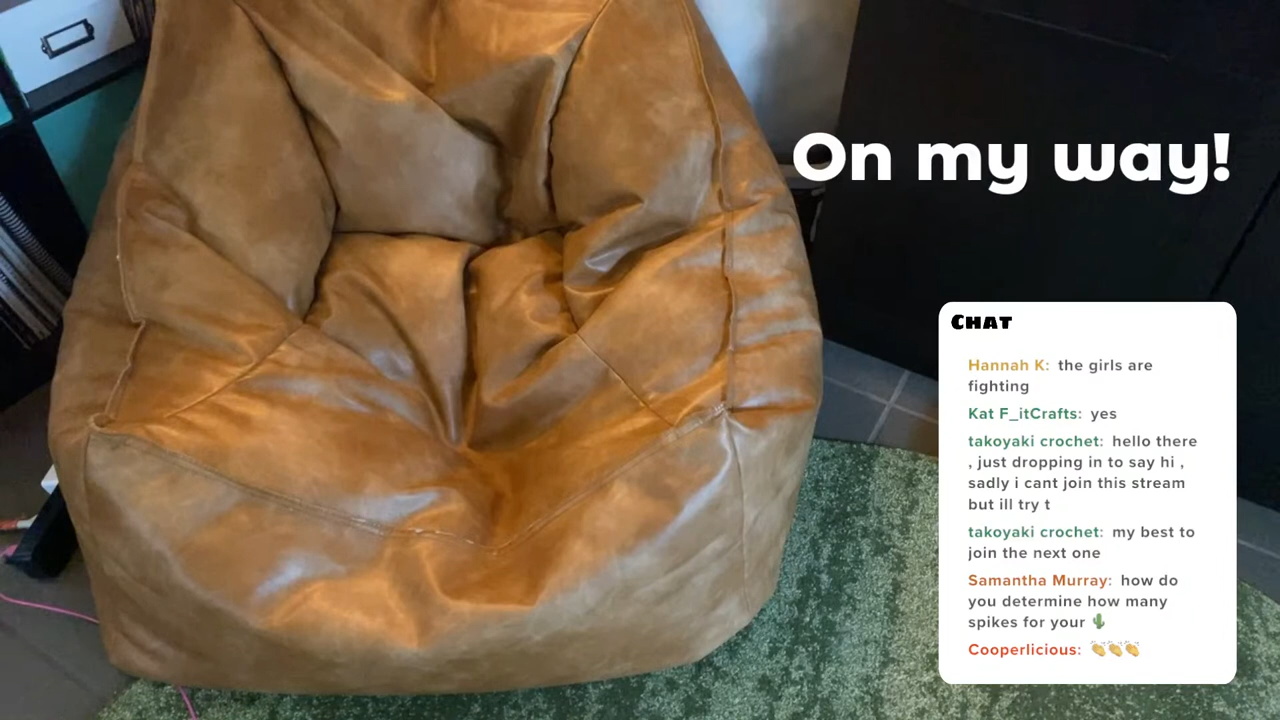 On my way!
Chat
Hannah K: the girls are
fighting
Kat F_itCrafts: yes
takoyaki crochet: hello there
, just dropping in to say hi ,
sadly i cant join this stream
but ill try t
takoyaki crochet: my best to
join the next one
Samantha Murray: how do
you determine how many
spikes for your 🌵
Cooperlicious: 👏👏👏